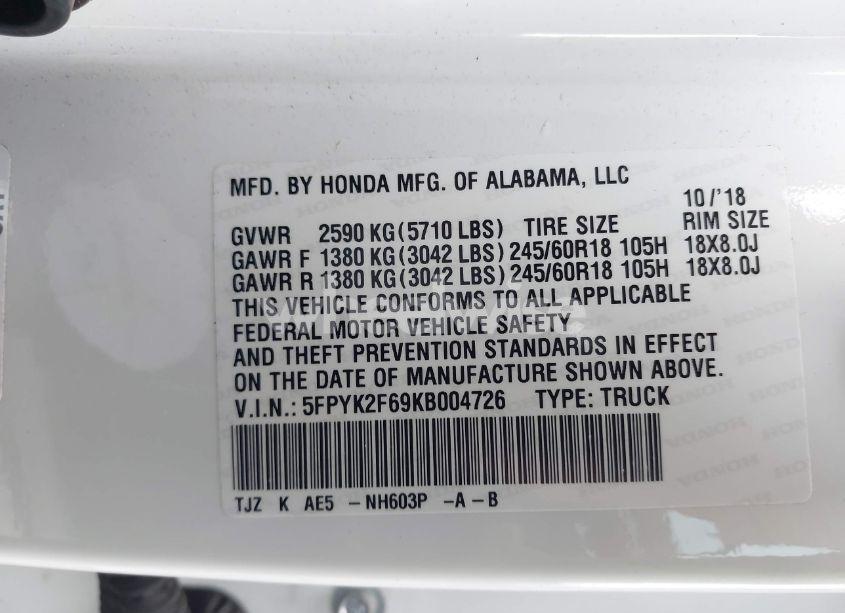 MFD. BY HONDA MFG. OF ALABAMA, LLC
10/'18
GVWR 2590 KG(5710 LBS) TIRE SIZE RIM SIZE
GAWR F 1380 KG(3042 LBS)245/60R18 105H 18X8.0J
GAWR R 1380 KG(3042 LBS)245/60R18 105H 18X8.0J
THIS VEHICLE CONFORMS TO ALL APPLICABLE
FEDERAL MOTOR VEHICLE SAFETY
AND THEFT PREVENTION STANDARDS IN EFFECT
ON THE DATE OF MANUFACTURE SHOWN ABOVE.
V.I.N.: 5FPYK2F69KB004726 TYPE: TRUCK
TJZ K AE5 -NH603P -A -B